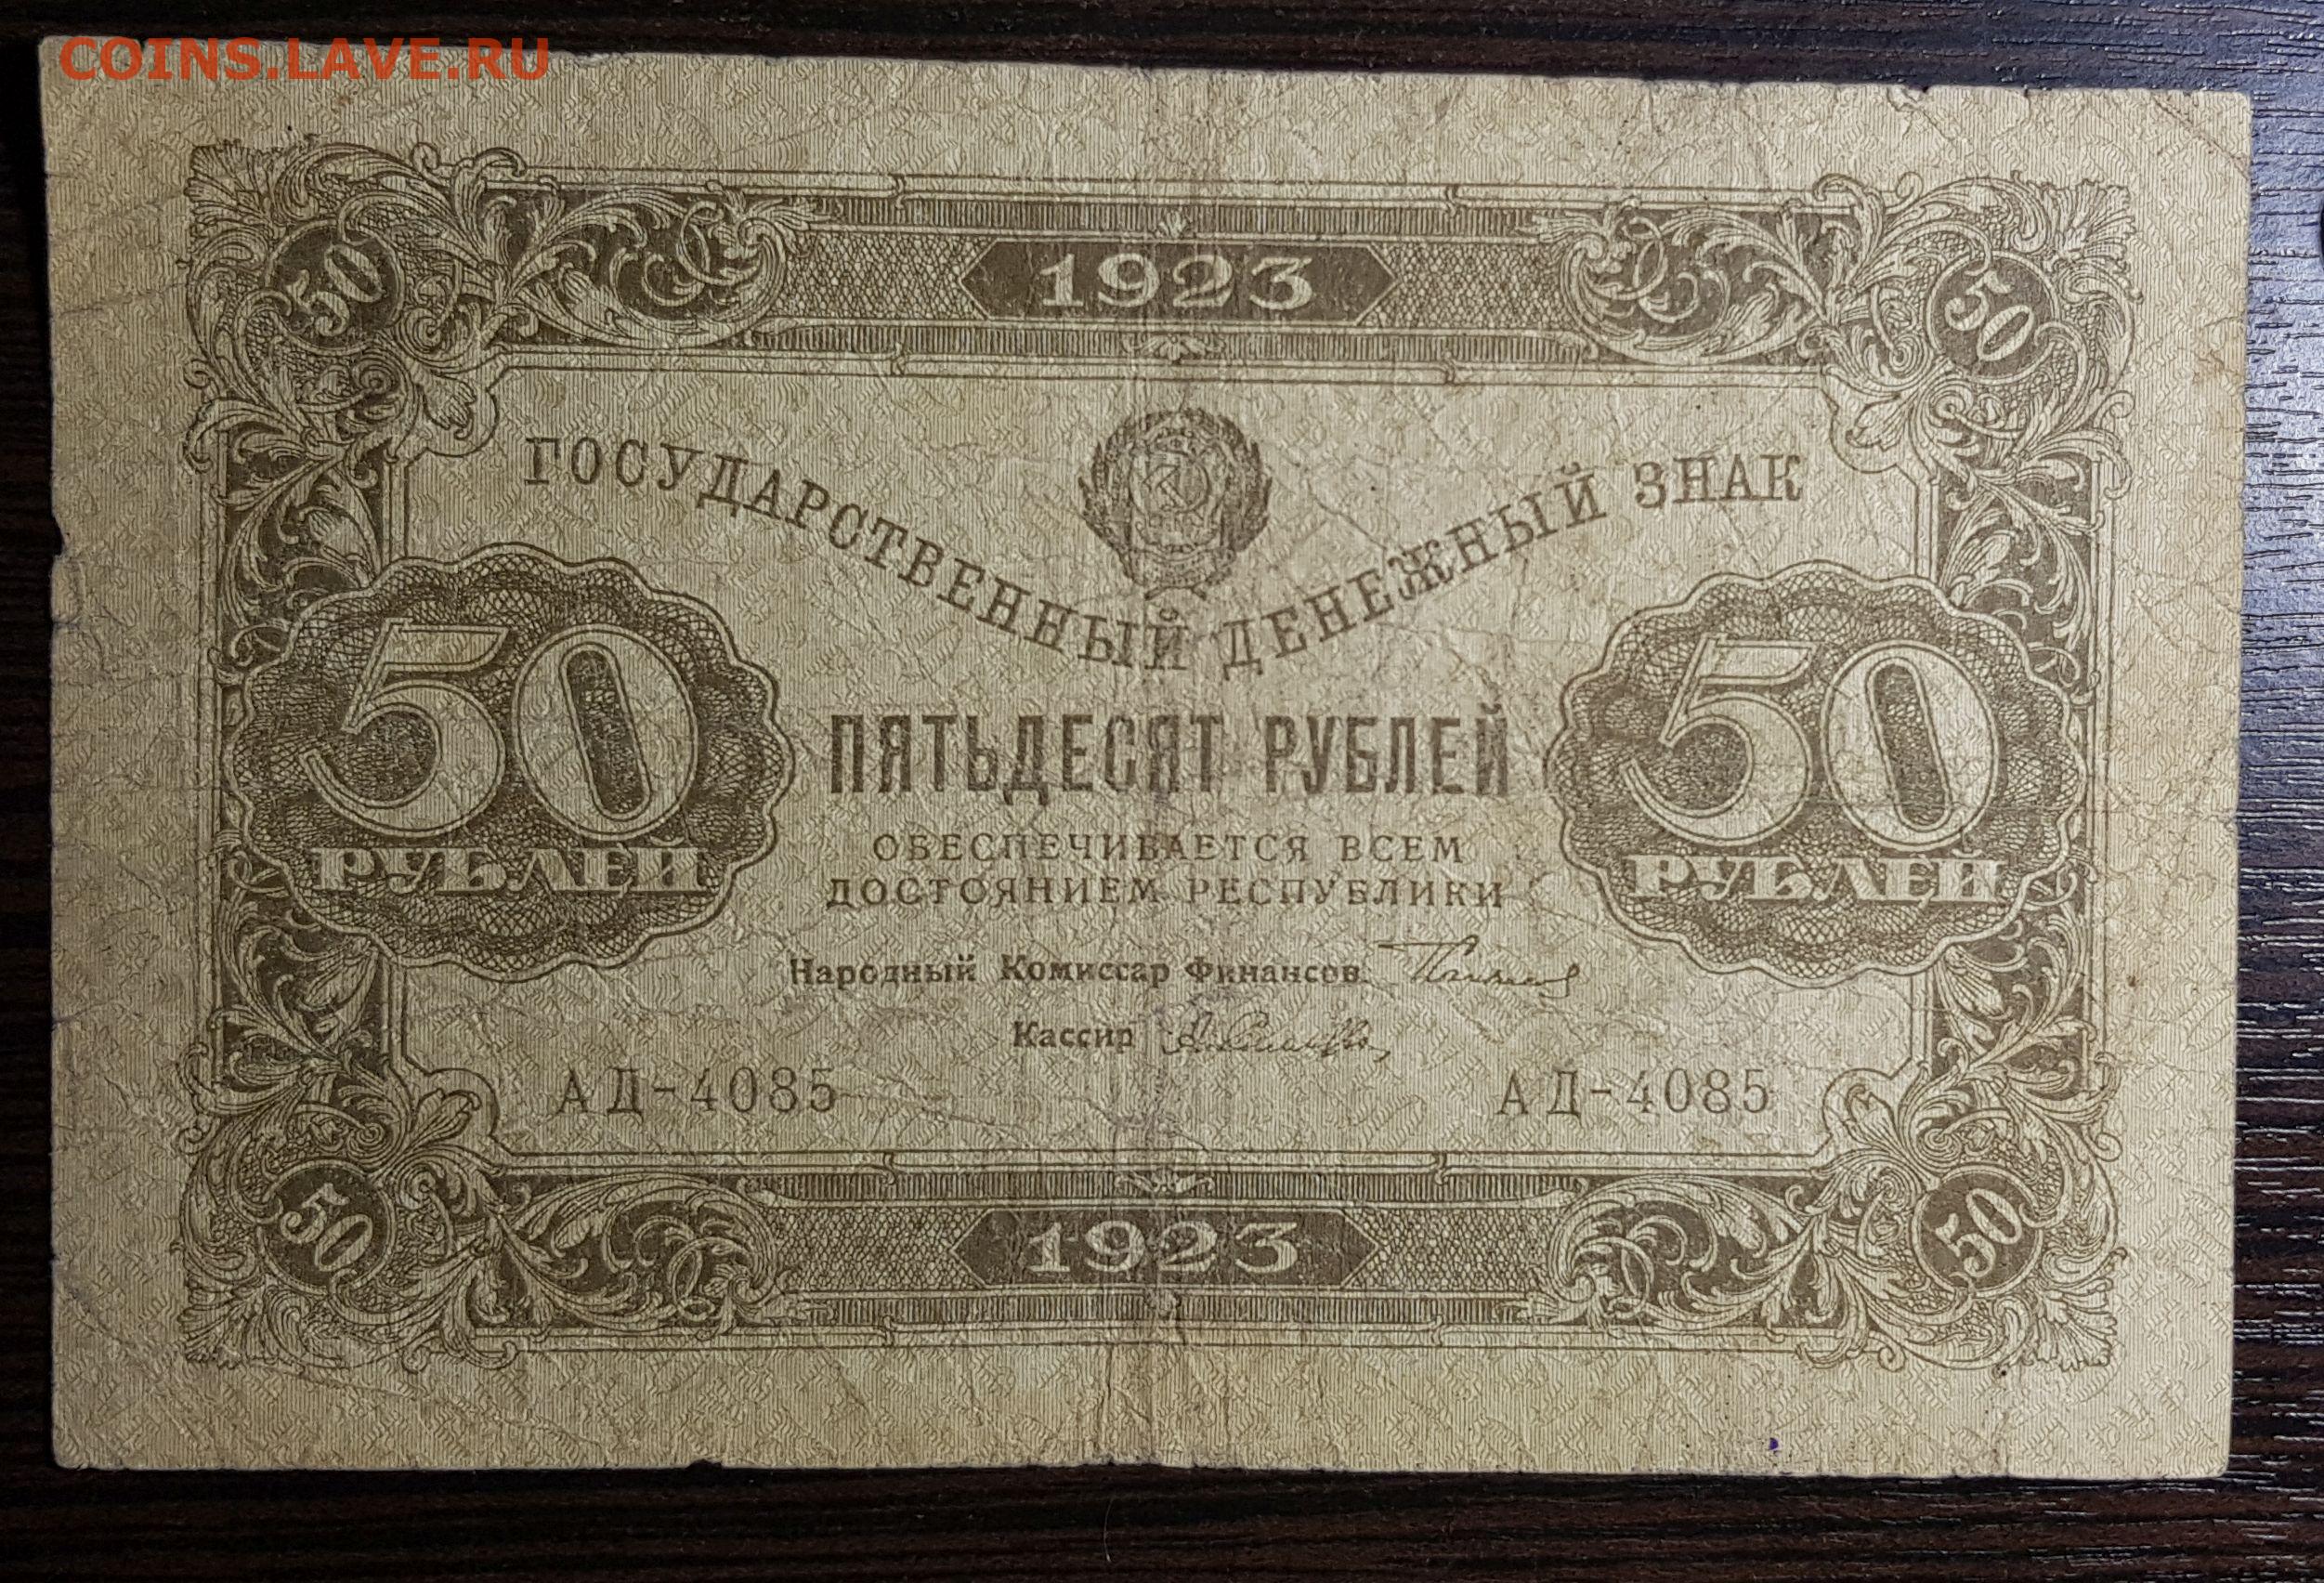 COINS.LAVE.RU
1923
50 50
ГОСУДАРСТВЕННЫЙ ДЕНЕЖНЫЙ ЗНАК
50 50
ПЯТЬДЕСЯТ РУБЛЕЙ
РУБЛЕЙ РУБЛЕЙ
ОБЕСПЕЧИВАЕТСЯ ВСЕМ
ДОСТОЯНИЕМ РЕСПУБЛИКИ
Народный Комиссар Финансов
Кассир
АД-4085 АД-4085
50 50
1923